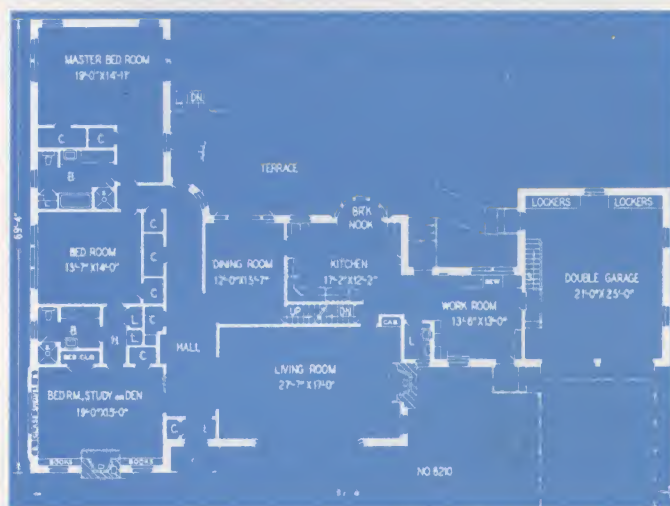 MASTER BED ROOM
19'-0"X14'-11"
DN
C
C
B
TERRACE
69'-4"
BR'K
NOOK
LOCKERS
LOCKERS
C
C
C
BED ROOM
13'-7"X14'-0"
DINING ROOM
12'-0"X13'-7"
KITCHEN
17'-2"X12'-2"
DOUBLE GARAGE
21'-0"X25'-0"
WORK ROOM
13'-6"X13'-0"
UP
DN
CAB
B
H
L
L
C
C
HALL
L
LIVING ROOM
27'-7"X17'-0"
BED RM, STUDY OR DEN
19'-0"X15'-0"
C
L
BOOKS
BOOKS
NO 6210